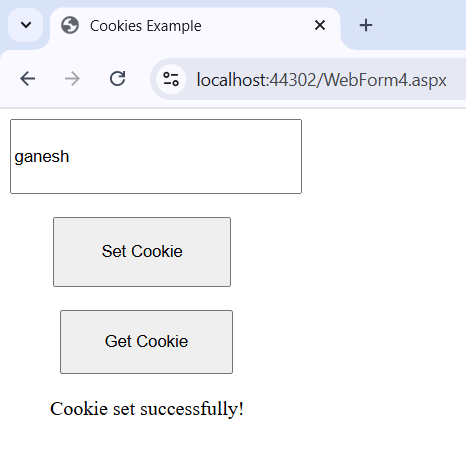 Cookies Example
localhost:44302/WebForm4.aspx
ganesh
Set Cookie
Get Cookie
Cookie set successfully!